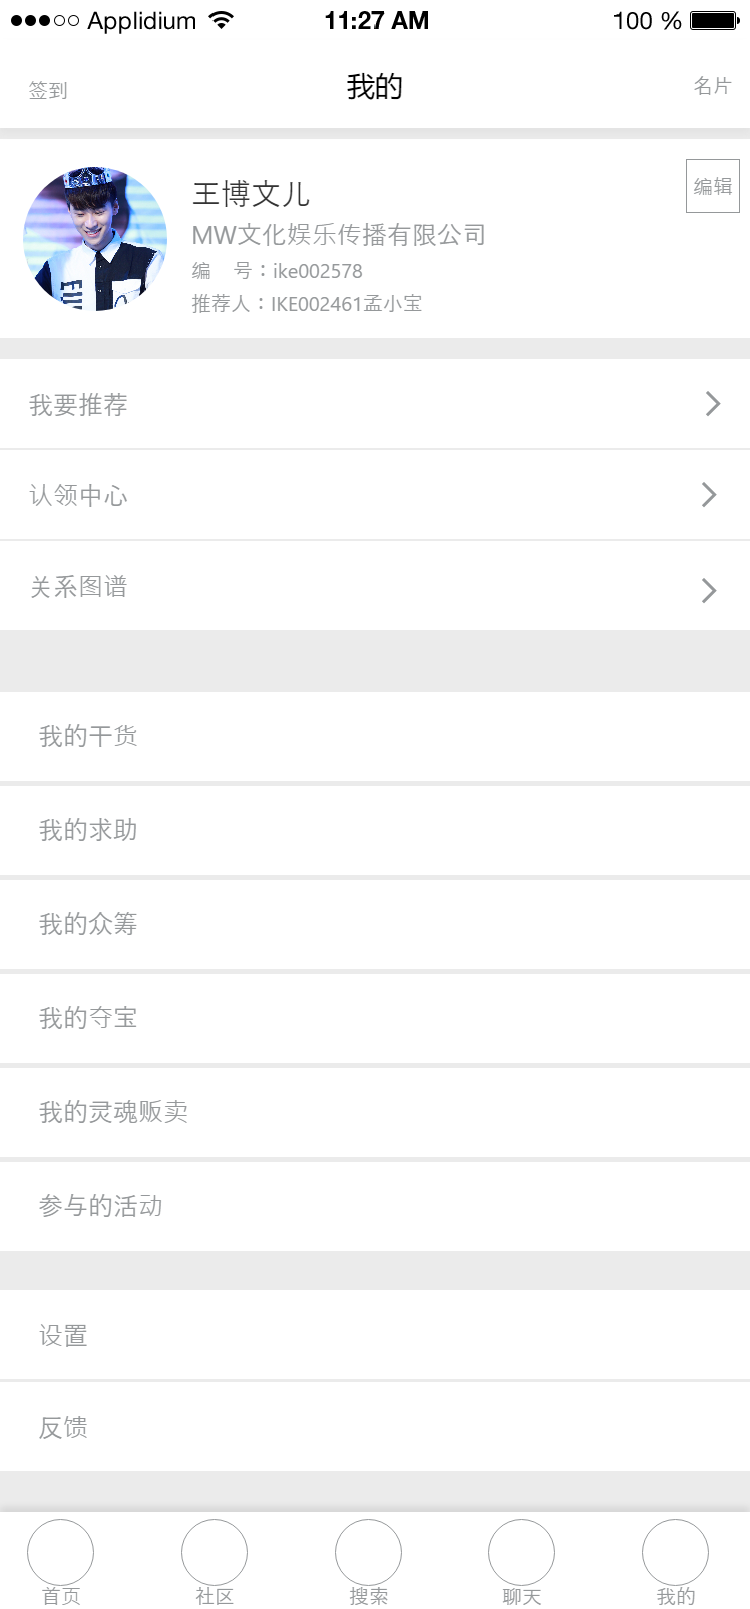 Applidium 11:27 AM 100 %
签到 我的 名片
王博文儿 编辑
MW文化娱乐传播有限公司
编 号：ike002578
推荐人：IKE002461孟小宝
我要推荐
认领中心
关系图谱
我的干货
我的求助
我的众筹
我的夺宝
我的灵魂贩卖
参与的活动
设置
反馈
首页 社区 搜索 聊天 我的